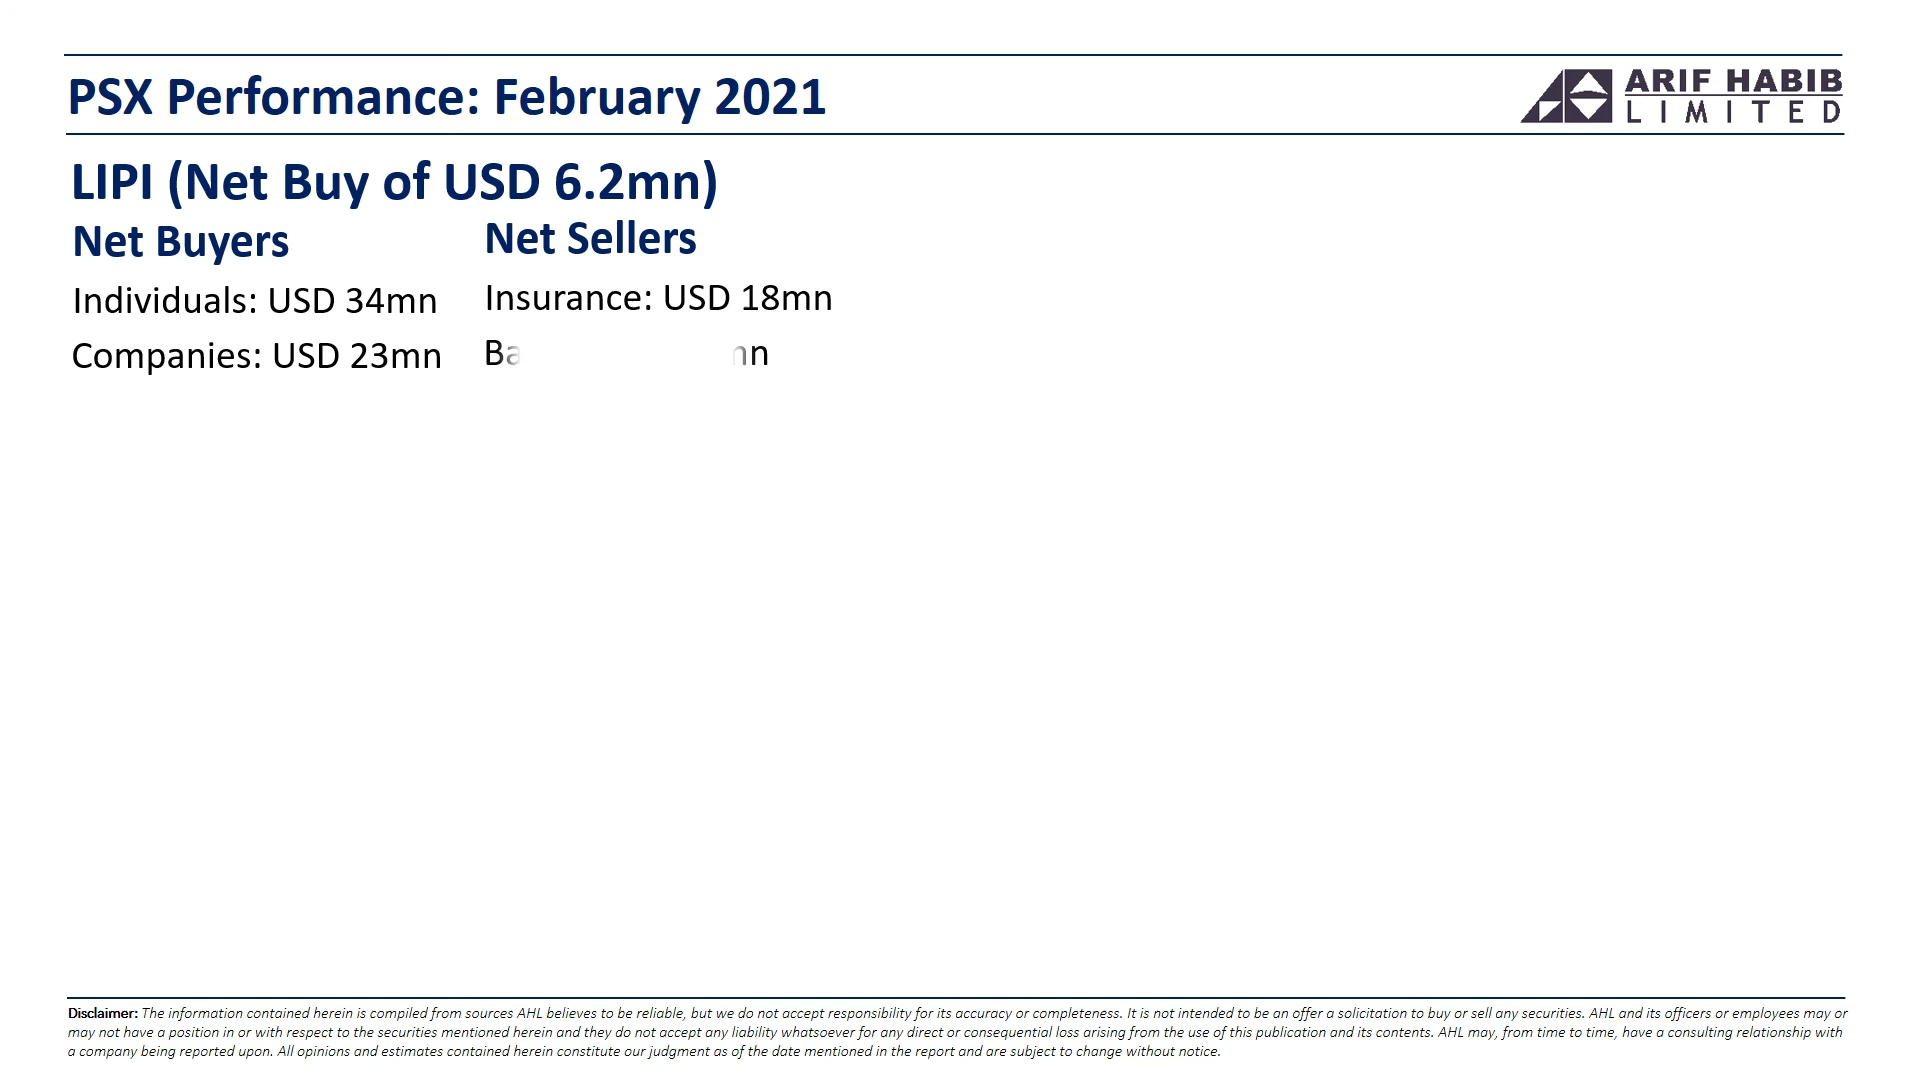 PSX Performance: February 2021
ARIF HABIB
LIMITED
LIPI (Net Buy of USD 6.2mn)
Net Buyers
Individuals: USD 34mn
Companies: USD 23mn
Net Sellers
Insurance: USD 18mn
Disclaimer: The information contained herein is compiled from sources AHL believes to be reliable, but we do not accept responsibility for its accuracy or completeness. It is not intended to be an offer a solicitation to buy or sell any securities. AHL and its officers or employees may or
may not have a position in or with respect to the securities mentioned herein and they do not accept any liability whatsoever for any direct or consequential loss arising from the use of this publication and its contents. AHL may, from time to time, have a consulting relationship with
a company being reported upon. All opinions and estimates contained herein constitute our judgment as of the date mentioned in the report and are subject to change without notice.